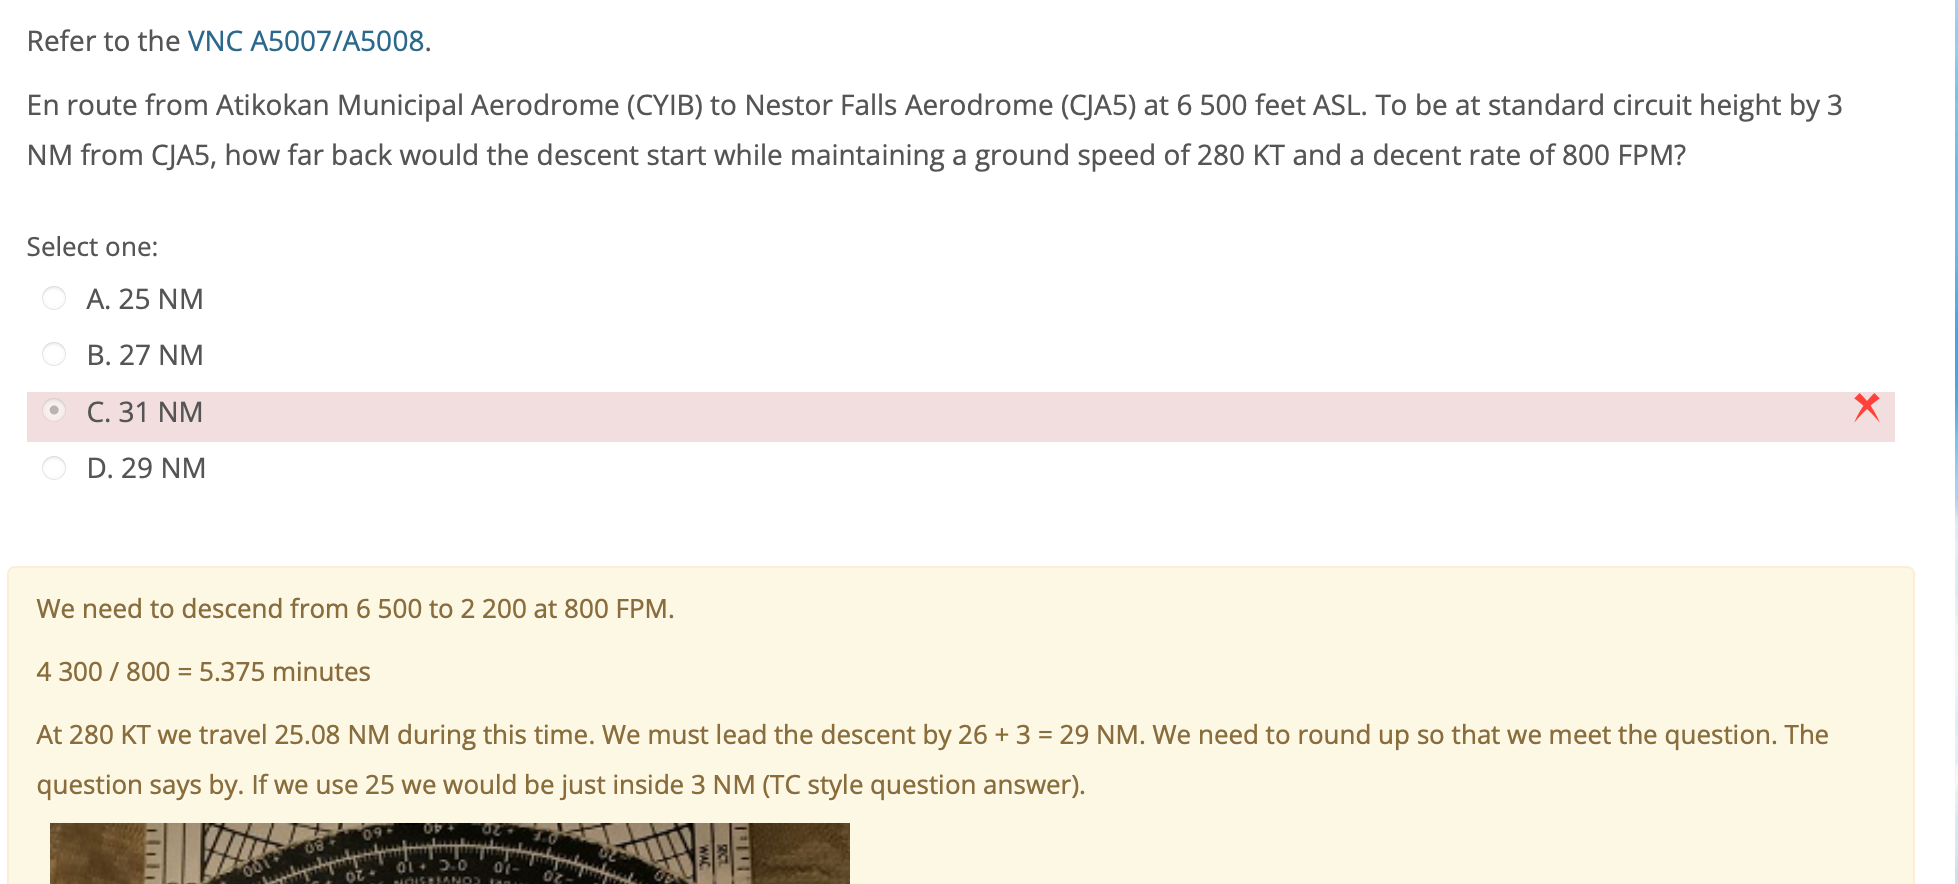 Refer to the VNC A5007/A5008.
En route from Atikokan Municipal Aerodrome (CYIB) to Nestor Falls Aerodrome (CJA5) at 6 500 feet ASL. To be at standard circuit height by 3
NM from CJA5, how far back would the descent start while maintaining a ground speed of 280 KT and a decent rate of 800 FPM?
Select one:
A. 25 NM
B. 27 NM
C. 31 NM
D. 29 NM
We need to descend from 6 500 to 2 200 at 800 FPM.
4 300 / 800 = 5.375 minutes
At 280 KT we travel 25.08 NM during this time. We must lead the descent by 26 + 3 = 29 NM. We need to round up so that we meet the question. The
question says by. If we use 25 we would be just inside 3 NM (TC style question answer).